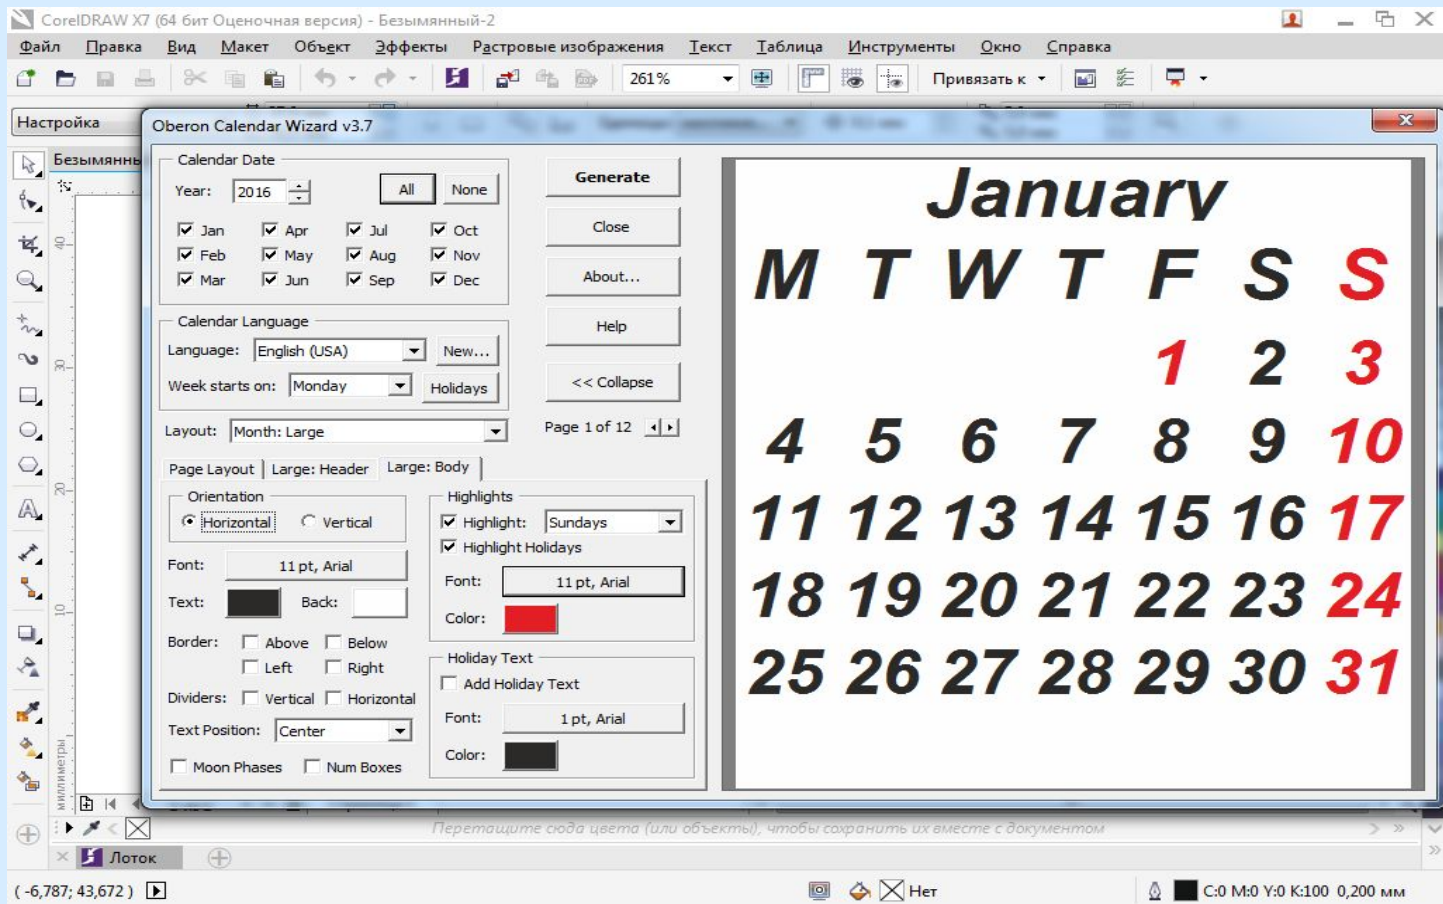 CorelDRAW X7 (64 бит Оценочная версия) - Безымянный-2
Файл Правка Вид Макет Объект Эффекты Растровые изображения Текст Таблица Инструменты Окно Справка
261% Привязать к
Настройка
Безымянны
Oberon Calendar Wizard v3.7
Calendar Date
Year: 2016 All None
Jan Apr Jul Oct
Feb May Aug Nov
Mar Jun Sep Dec
Calendar Language
Language: English (USA) New...
Week starts on: Monday Holidays
Layout: Month: Large
Generate
Close
About...
Help
<< Collapse
Page 1 of 12
Page Layout Large: Header Large: Body
Orientation
Horizontal Vertical
Font: 11 pt, Arial
Text: Back:
Border: Above Below
Left Right
Dividers: Vertical Horizontal
Text Position: Center
Moon Phases Num Boxes
Highlights
Highlight: Sundays
Highlight Holidays
Font: 11 pt, Arial
Color:
Holiday Text
Add Holiday Text
Font: 1 pt, Arial
Color:
January
M T W T F S S
1 2 3
4 5 6 7 8 9 10
11 12 13 14 15 16 17
18 19 20 21 22 23 24
25 26 27 28 29 30 31
40
30
20
10
миллиметры
Перетащите сюда цвета (или объекты), чтобы сохранить их вместе с документом
Лоток
( -6,787; 43,672 ) Нет C:0 M:0 Y:0 K:100 0,200 мм